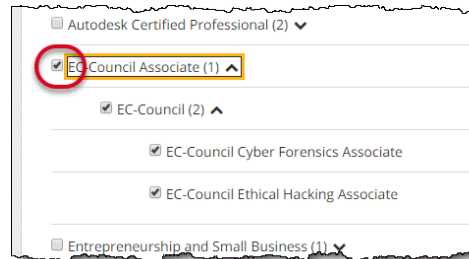 Autodesk Certified Professional (2)
EC-Council Associate (1)
EC-Council (2)
EC-Council Cyber Forensics Associate
EC-Council Ethical Hacking Associate
Entrepreneurship and Small Business (1)